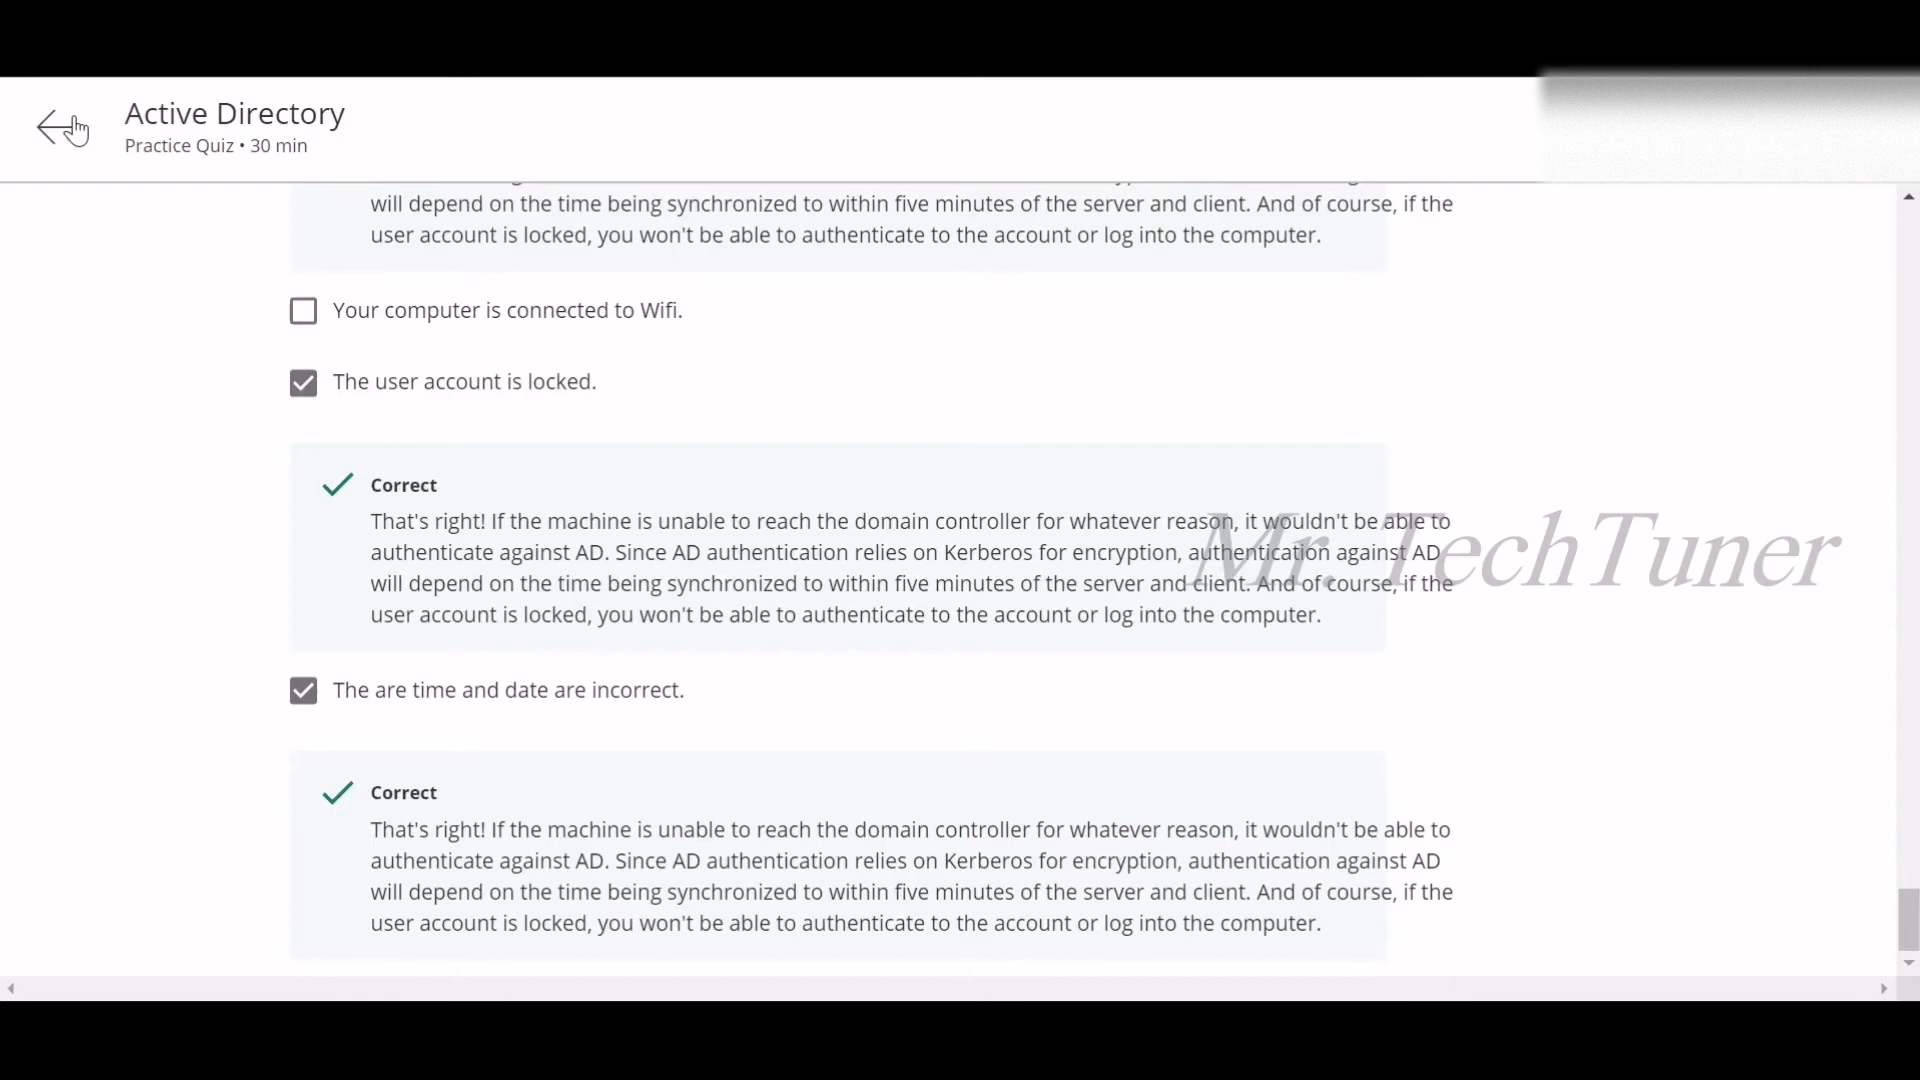 Active Directory
Practice Quiz • 30 min
will depend on the time being synchronized to within five minutes of the server and client. And of course, if the
user account is locked, you won't be able to authenticate to the account or log into the computer.
Your computer is connected to Wifi.
The user account is locked.
Correct
That's right! If the machine is unable to reach the domain controller for whatever reason, it wouldn't be able to
authenticate against AD. Since AD authentication relies on Kerberos for encryption, authentication against AD
Mr. TechTuner
will depend on the time being synchronized to within five minutes of the server and client. And of course, if the
user account is locked, you won't be able to authenticate to the account or log into the computer.
The are time and date are incorrect.
Correct
That's right! If the machine is unable to reach the domain controller for whatever reason, it wouldn't be able to
authenticate against AD. Since AD authentication relies on Kerberos for encryption, authentication against AD
will depend on the time being synchronized to within five minutes of the server and client. And of course, if the
user account is locked, you won't be able to authenticate to the account or log into the computer.